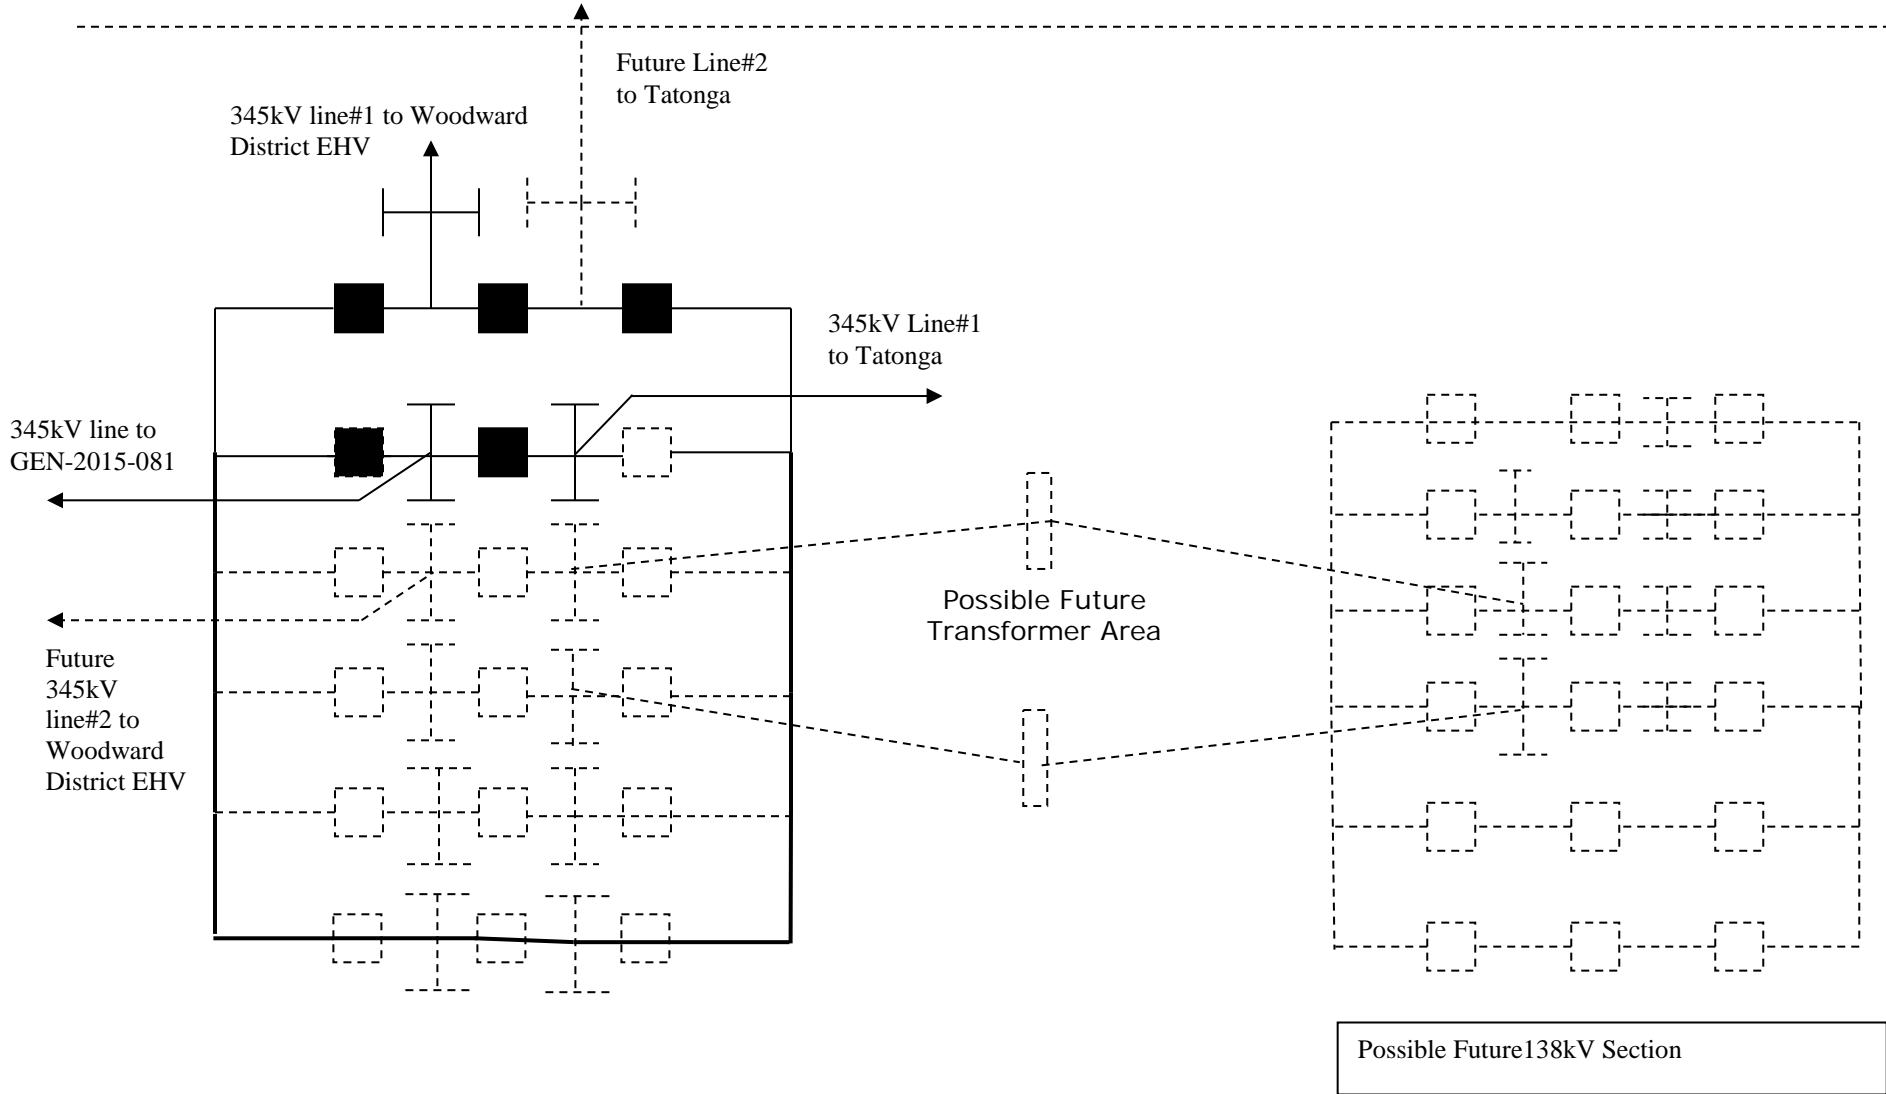 Future Line#2
to Tatonga
345kV line#1 to Woodward
District EHV
345kV Line#1
to Tatonga
345kV line to
GEN-2015-081
Possible Future
Transformer Area
Future
345kV
line#2 to
Woodward
District EHV
Possible Future138kV Section